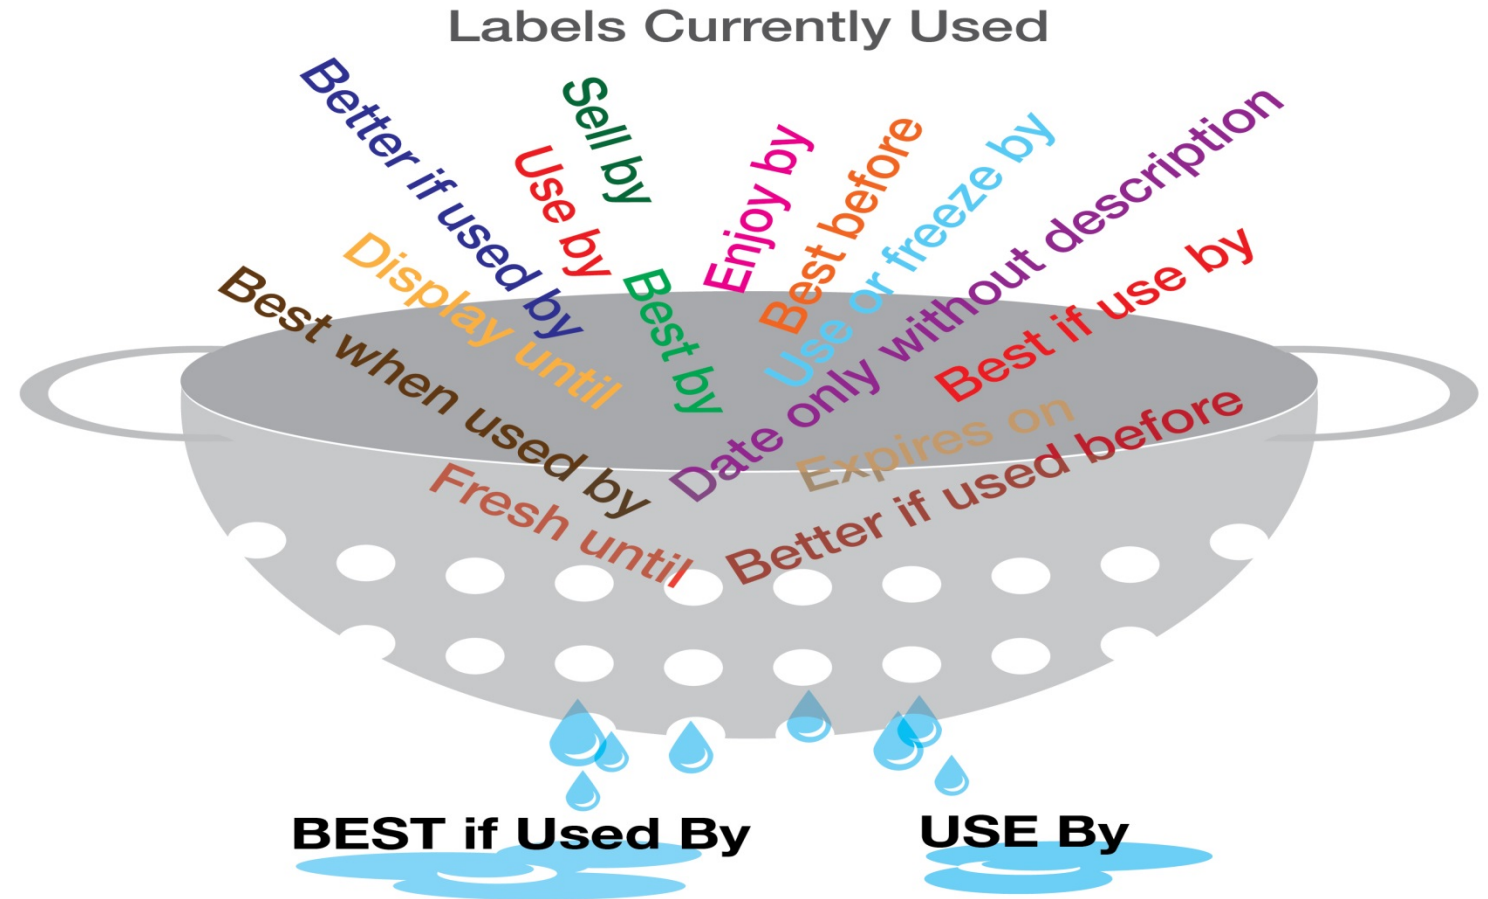 Labels Currently Used
Better if used by
Sell by
Use by
Enjoy by
Best before
Use or freeze by
Date only without description
Best if use by
Display until
Best when used by
Best by
Expires on
Better if used before
Fresh until
BEST if Used By
USE By